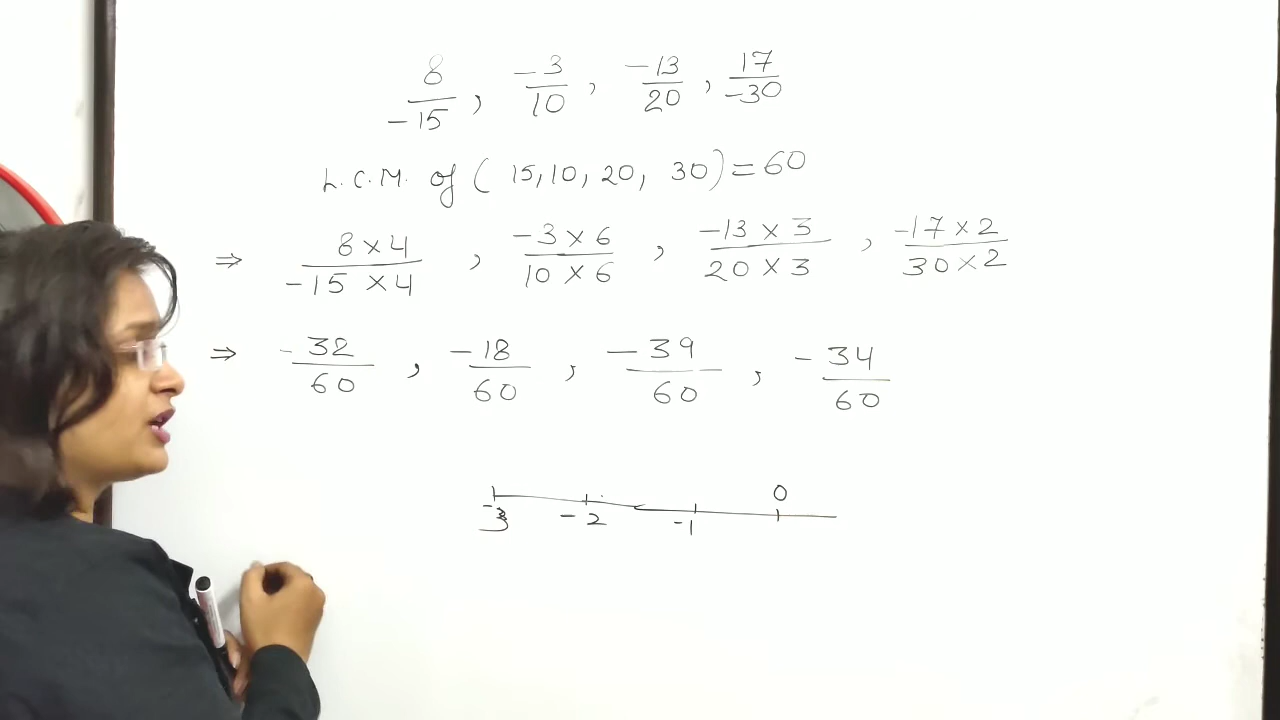 8/-15, -3/10, -13/20, 17/-30
L.C.M. of (15,10,20, 30)=60
⇒ 8×4/-15×4, -3×6/10×6, -13×3/20×3, -17×2/30×2
⇒ -32/60, -18/60, -39/60, -34/60
0
-3 -2 -1